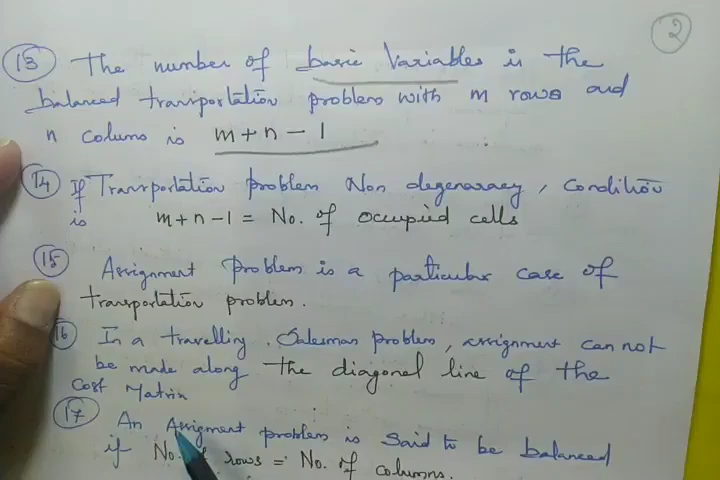 2
13 The number of basic Variables in the
balanced transportation problem with m rows and
n colums is m+n-1
14 If Transportation problem Non degenaracy, Condition
is m+n-1 = No. of occupied cells
15 Assignment problem is a particular case of
transportation problem.
16 In a travelling Salesman problem, assignment can not
be made along the diagonal line of the
Cost Matrix
17 An Assignment problem is said to be balanced
if No. of rows = No. of columns.